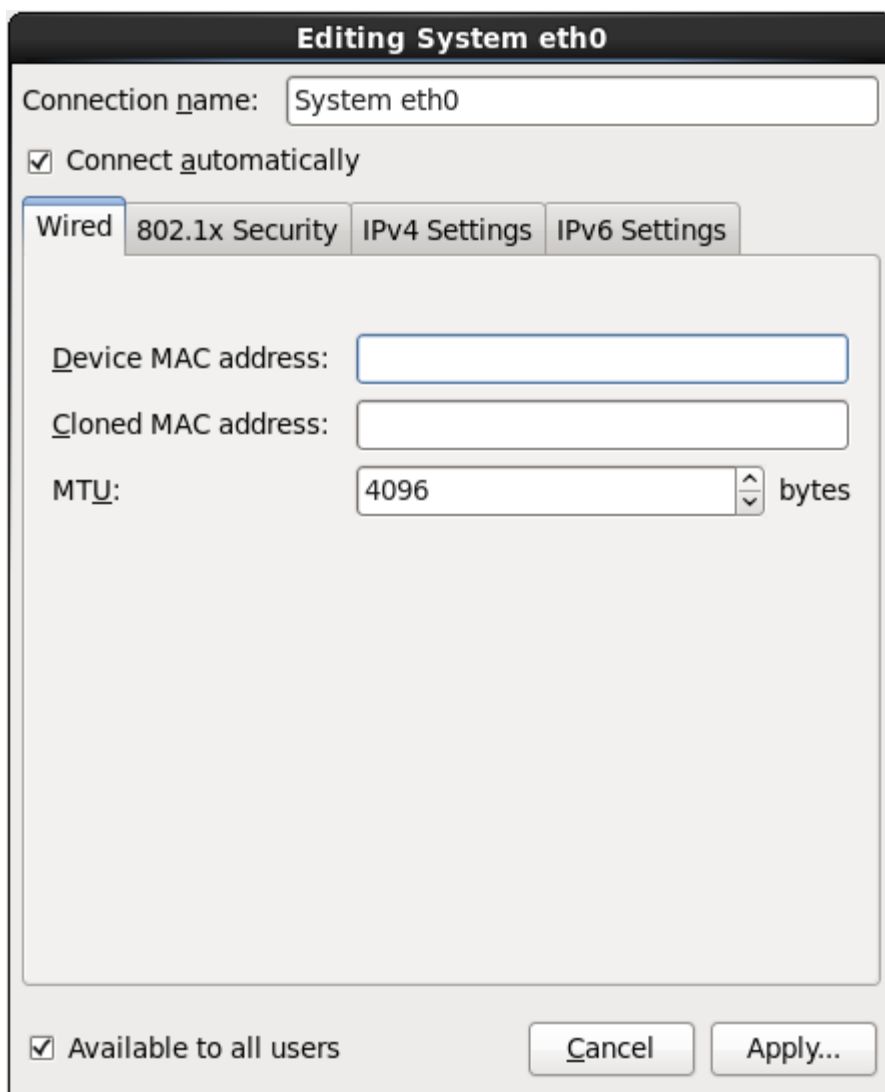 Editing System eth0
Connection name: System eth0
Connect automatically
Wired 802.1x Security IPv4 Settings IPv6 Settings
Device MAC address:
Cloned MAC address:
MTU: 4096 bytes
Available to all users Cancel Apply...